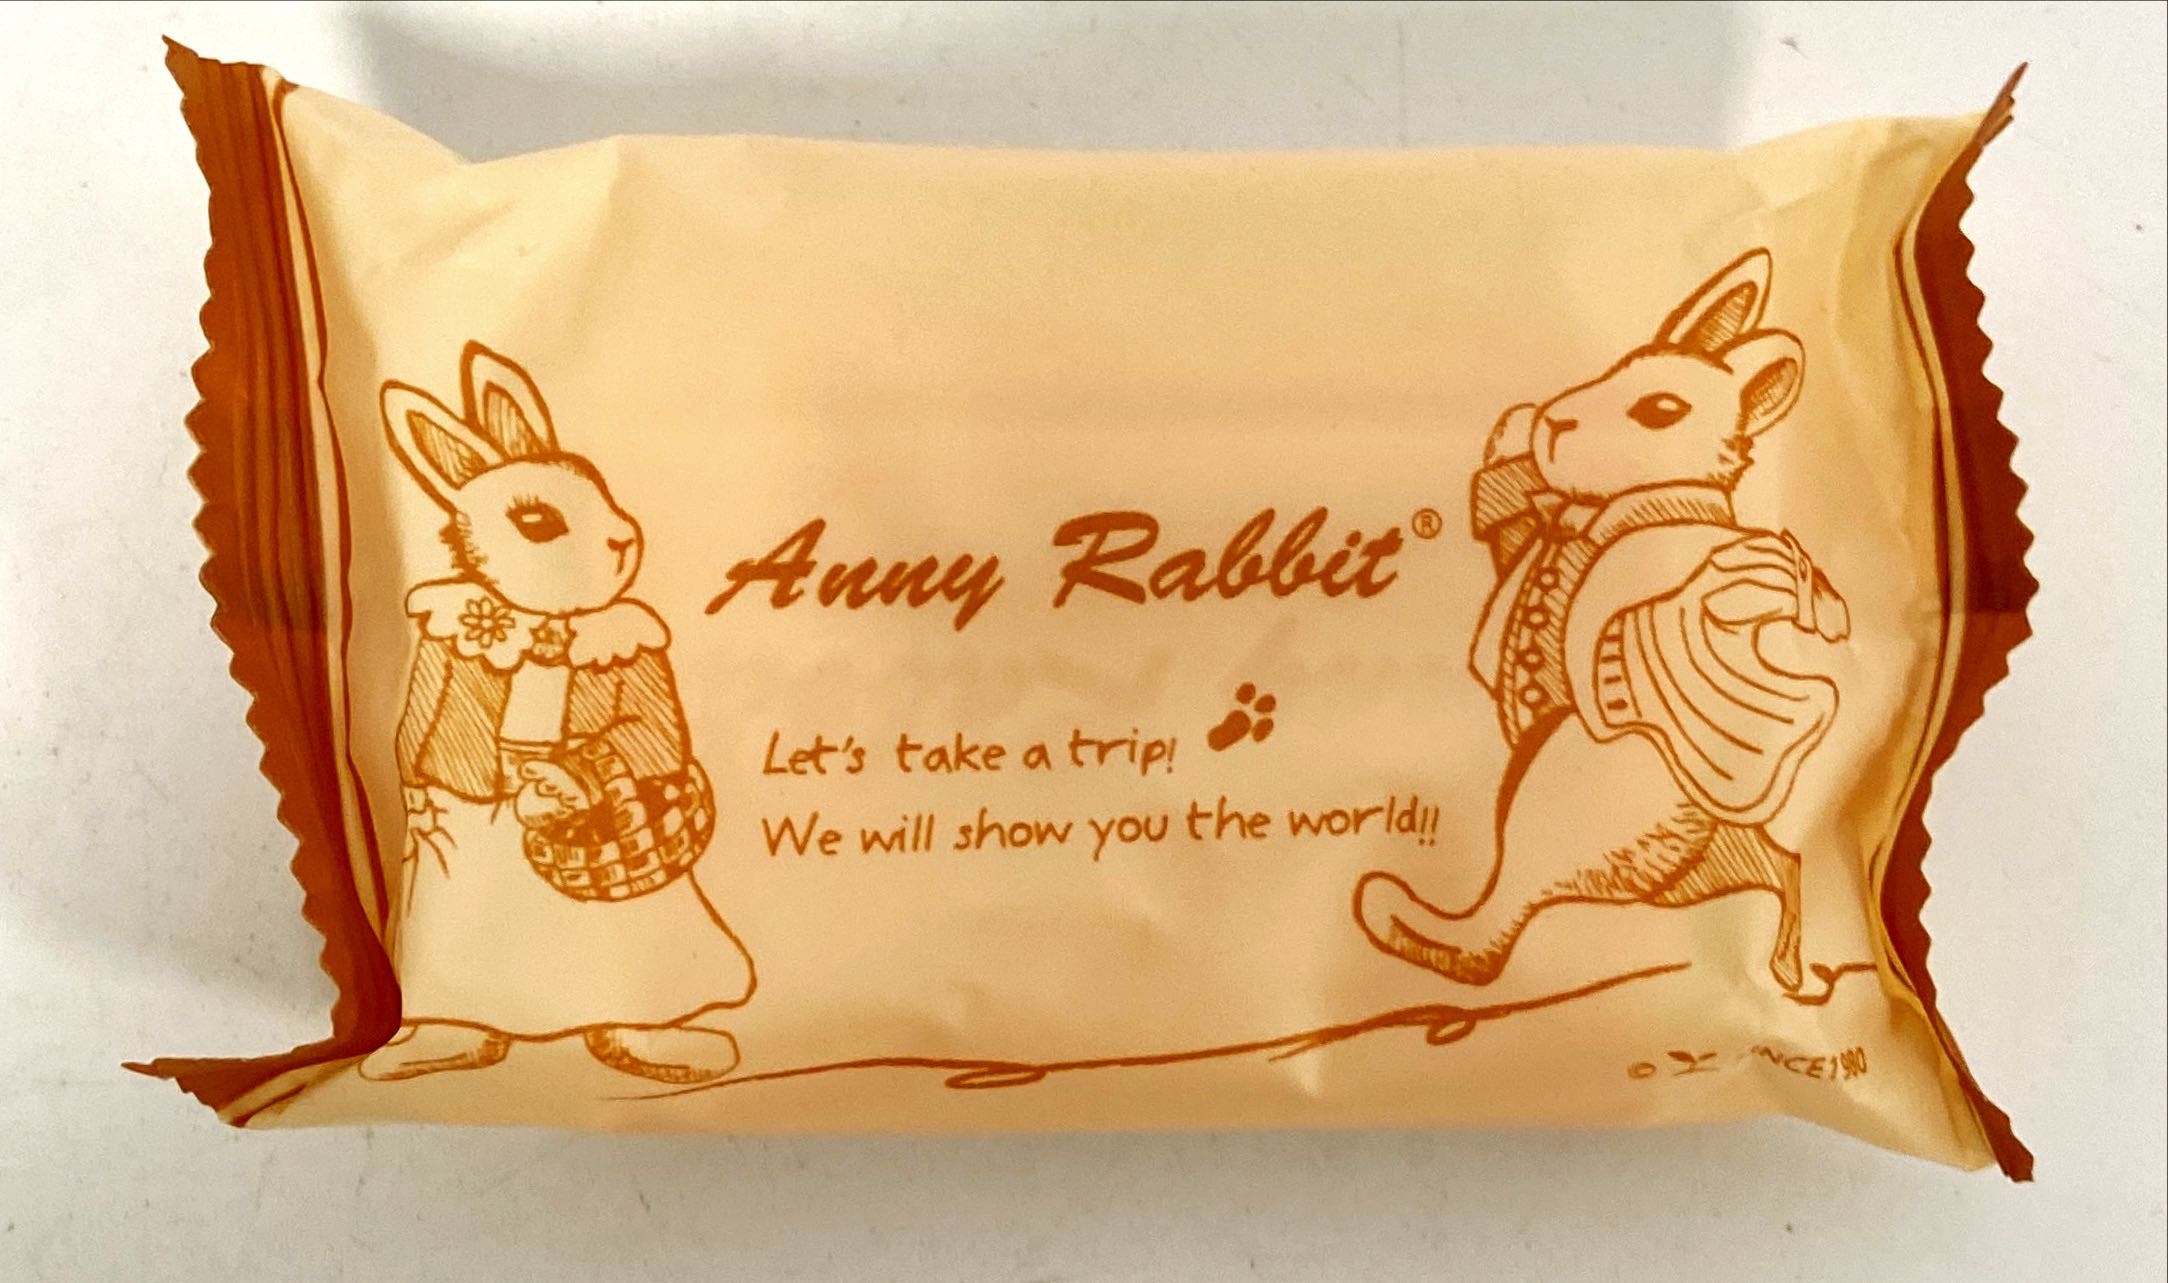 Anny Rabbit®
Let's take a trip!
We will show you the world!!
©